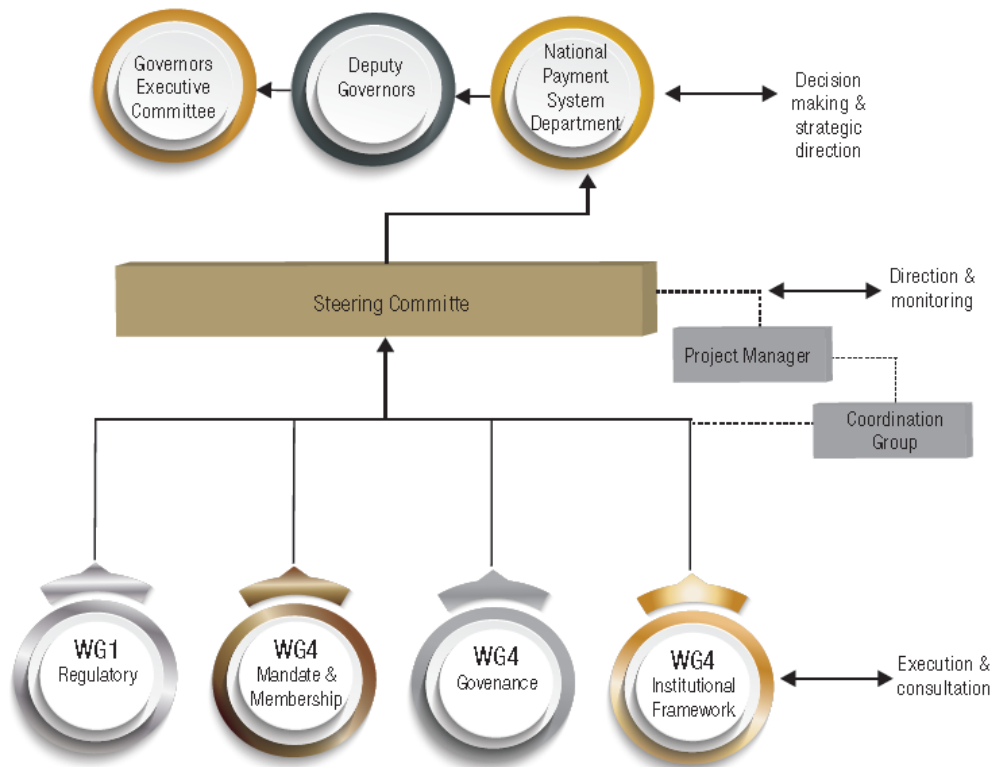 Governors
Executive
Committee
Deputy
Governors
National
Payment
System
Department
Decision
making &
strategic
direction
Steering Committe
Direction &
monitoring
Project Manager
Coordination
Group
WG1
Regulatory
WG4
Mandate &
Membership
WG4
Govenance
WG4
Institutional
Framework
Execution &
consultation